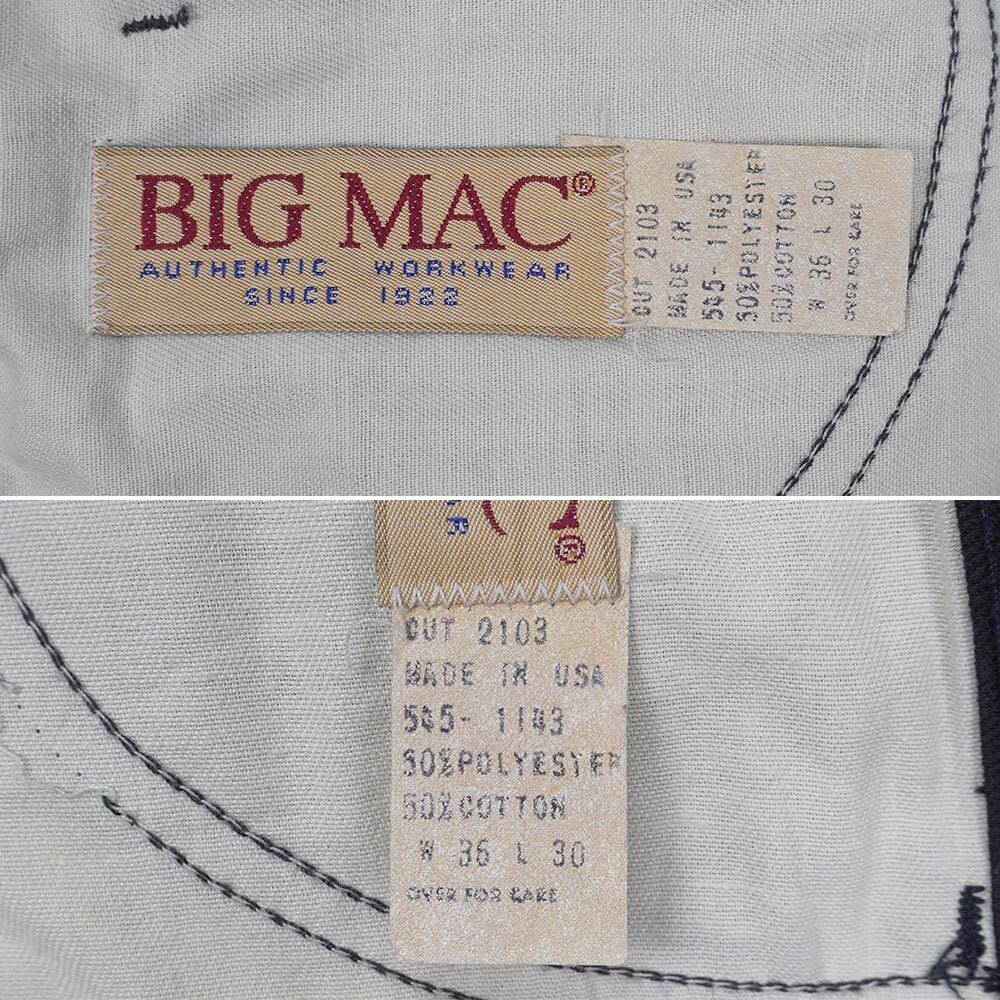 BIG MAC®
AUTHENTIC WORKWEAR
SINCE 1922
CUT 2103
MADE IN USA
545-1143
50%POLYESTER
50%COTTON
W 36 L 30
OVER FOR CARE
®
CUT 2103
MADE IN USA
545-1143
50%POLYESTER
50%COTTON
W 36 L 30
OVER FOR CARE